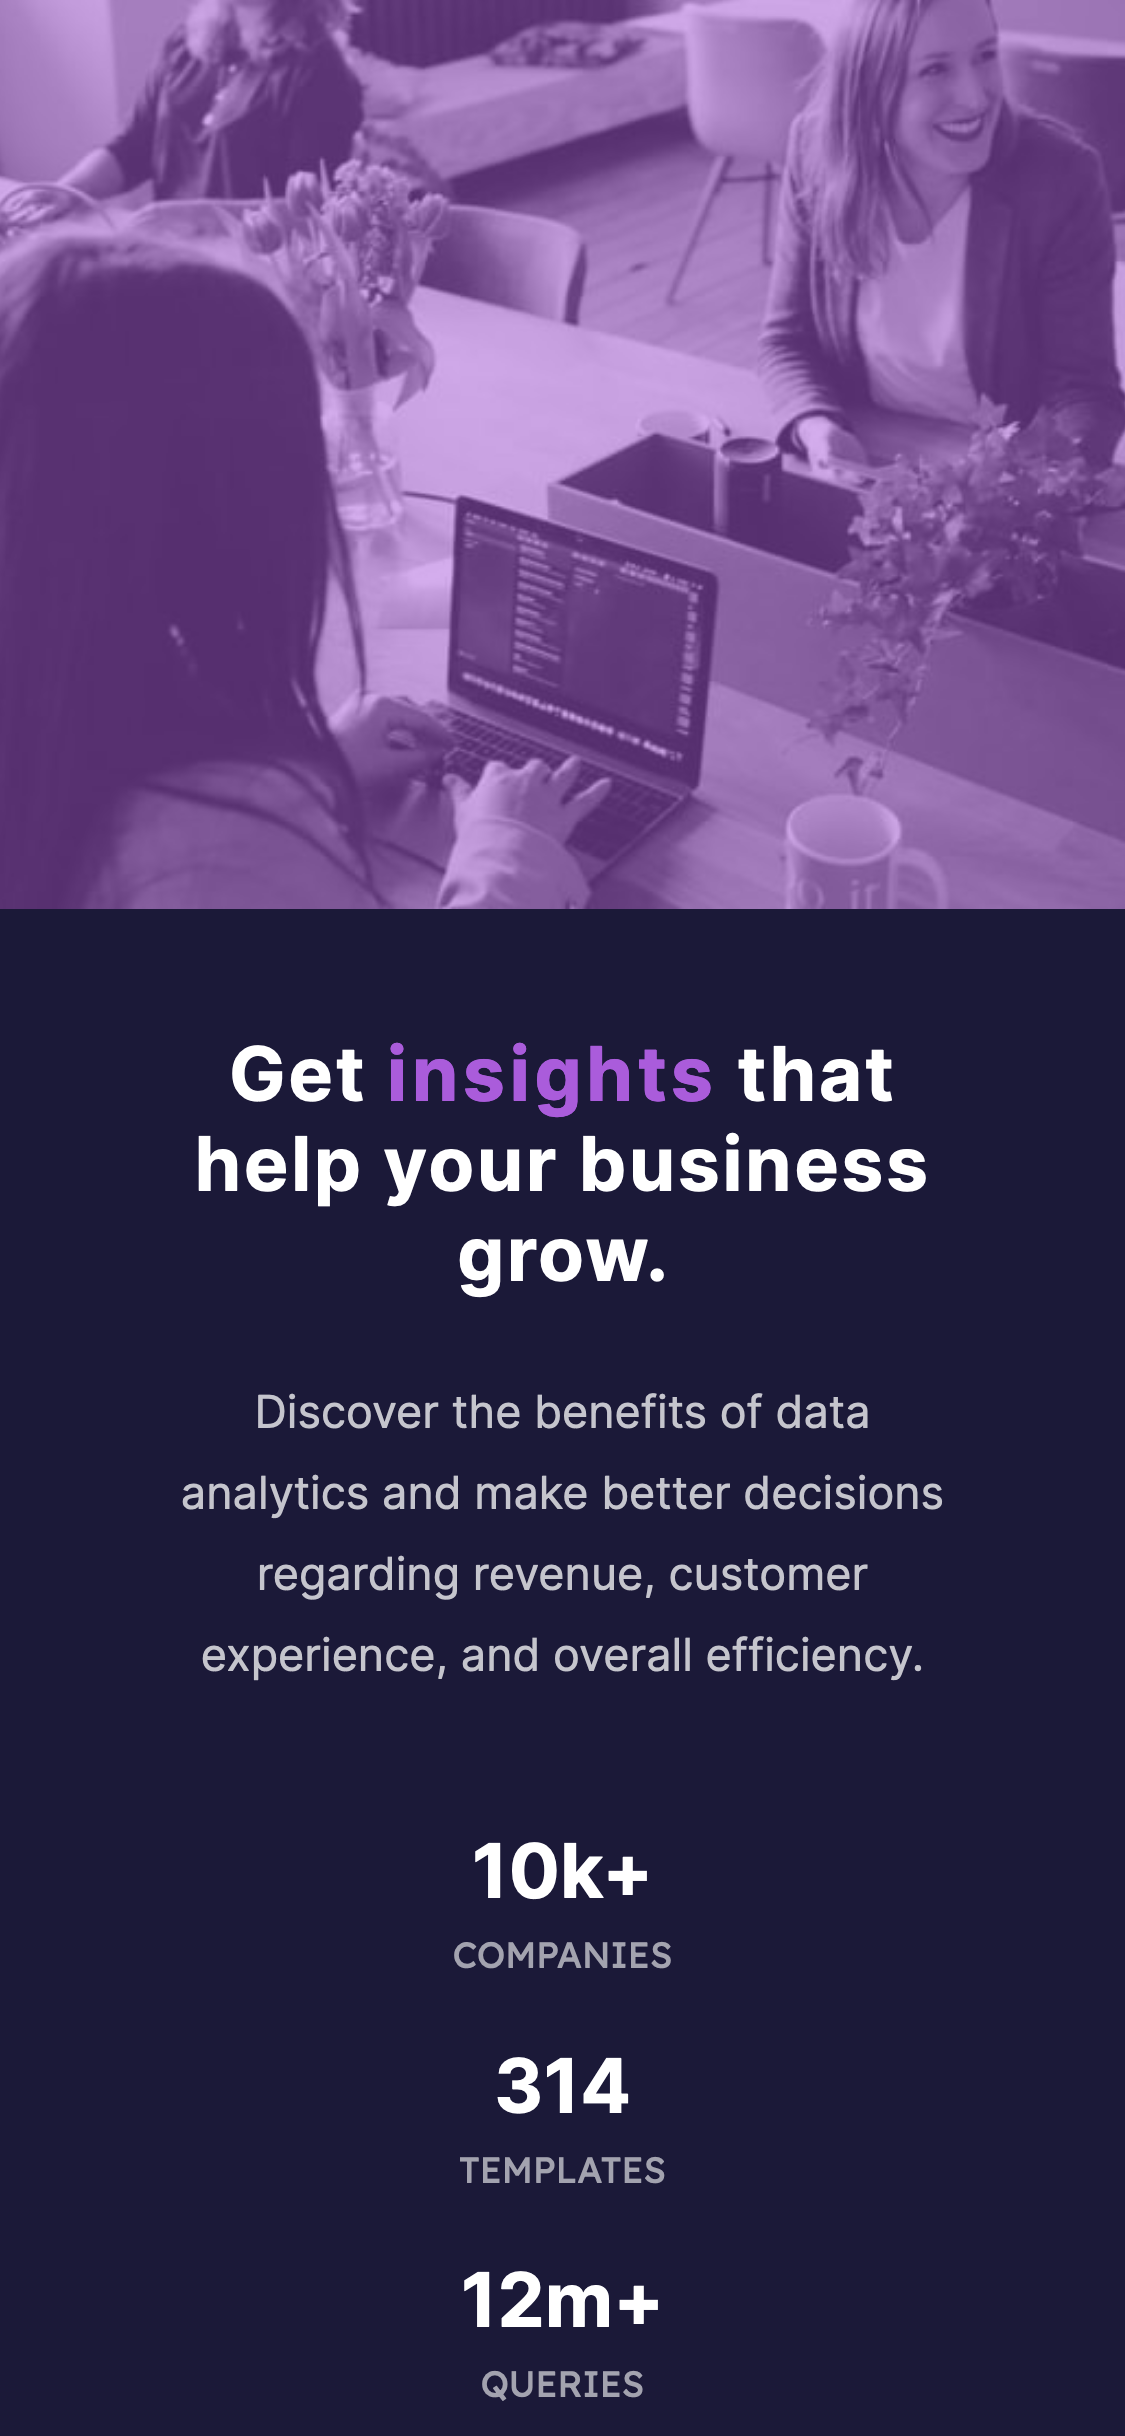 Get insights that
help your business
grow.
Discover the benefits of data
analytics and make better decisions
regarding revenue, customer
experience, and overall efficiency.
10k+
COMPANIES
314
TEMPLATES
12m+
QUERIES